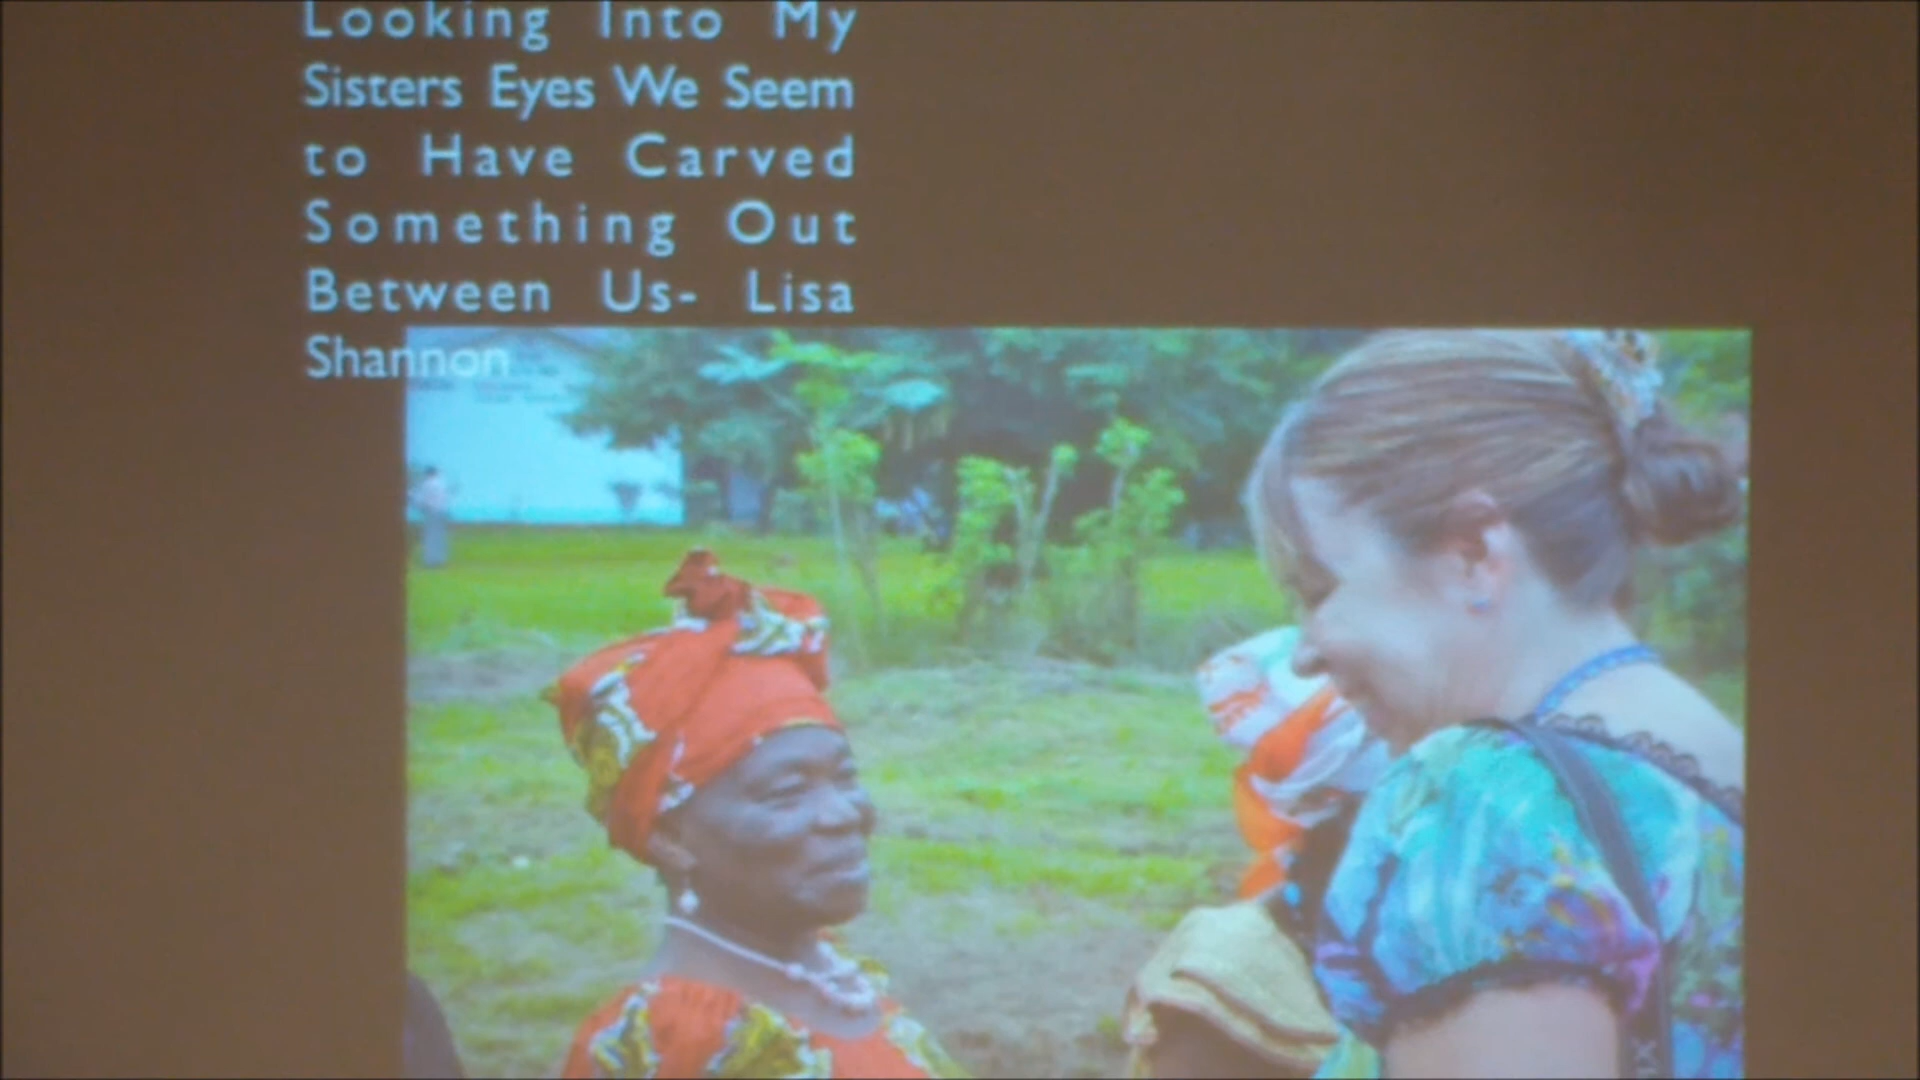 Looking Into My
Sisters Eyes We Seem
to Have Carved
Something Out
Between Us- Lisa
Shannon